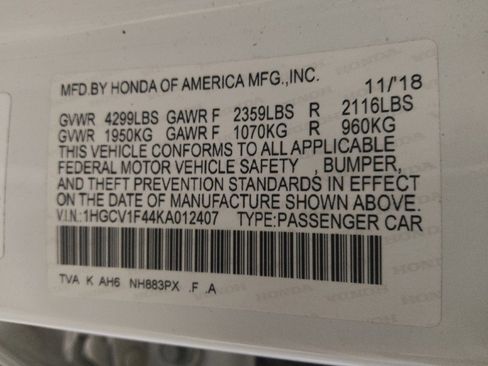 MFD.BY HONDA OF AMERICA MFG.,INC. 11/'18
GVWR 4299LBS GAWR F 2359LBS R 2116LBS
GVWR 1950KG GAWR F 1070KG R 960KG
THIS VEHICLE CONFORMS TO ALL APPLICABLE
FEDERAL MOTOR VEHICLE SAFETY , BUMPER,
AND THEFT PREVENTION STANDARDS IN EFFECT
ON THE DATE OF MANUFACTURE SHOWN ABOVE.
V.I.N.:1HGCV1F44KA012407 TYPE:PASSENGER CAR
TVA K AH6 NH883PX .F .A